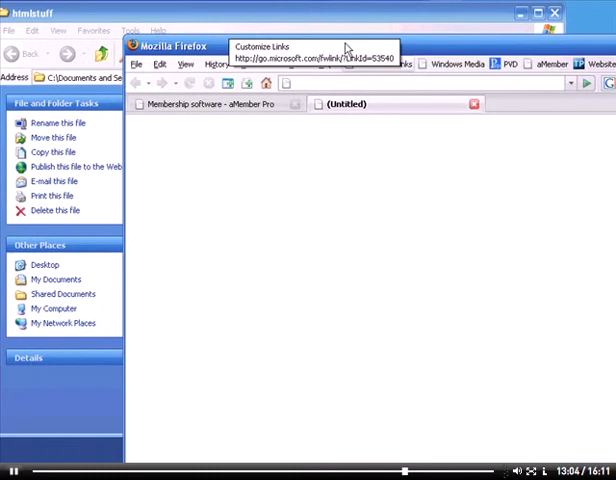 htmlstuff
File Edit View Favorites Tools Help
Mozilla Firefox
Customize Links
http://go.microsoft.com/fwlink/?LinkId=53540
Back
File Edit View
Windows Media PVD aMember Website
Address C:\Documents and Se
File and Folder Tasks
Membership software - aMember Pro
(Untitled)
Rename this file
Move this file
Copy this file
Publish this file to the Web
E-mail this file
Print this file
Delete this file
Other Places
Desktop
My Documents
Shared Documents
My Computer
My Network Places
Details
13:04 / 16:11